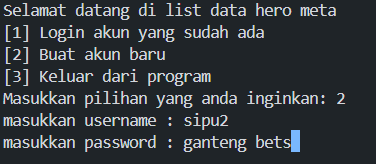 Selamat datang di list data hero meta
[1] Login akun yang sudah ada
[2] Buat akun baru
[3] Keluar dari program
Masukkan pilihan yang anda inginkan: 2
masukkan username : sipu2
masukkan password : ganteng bets